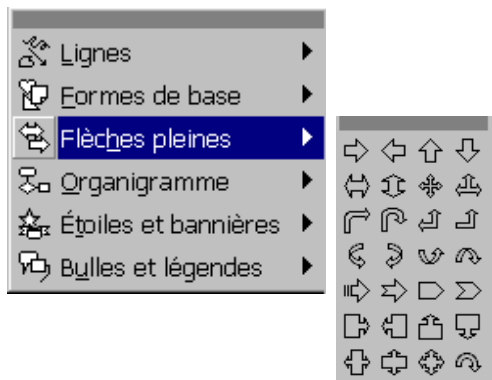 Lignes
Formes de base
Flèches pleines
Organigramme
Étoiles et bannières
Bulles et légendes